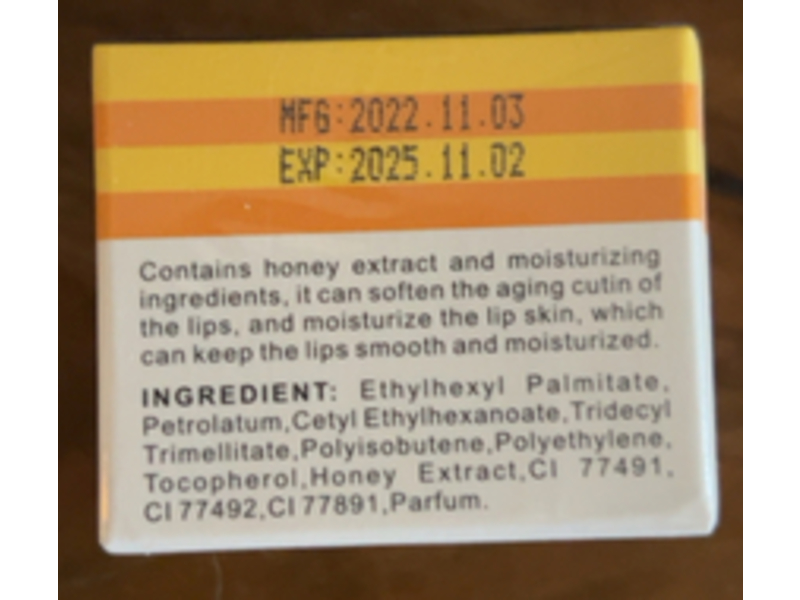 MFG:2022.11.03
EXP:2025.11.02
Contains honey extract and moisturizing
ingredients, it can soften the aging cutin of
the lips, and moisturize the lip skin, which
can keep the lips smooth and moisturized.
INGREDIENT: Ethylhexyl Palmitate,
Petrolatum,Cetyl Ethylhexanoate,Tridecyl
Trimellitate,Polyisobutene,Polyethylene,
Tocopherol,Honey Extract,CI 77491,
CI 77492,CI 77891,Parfum.